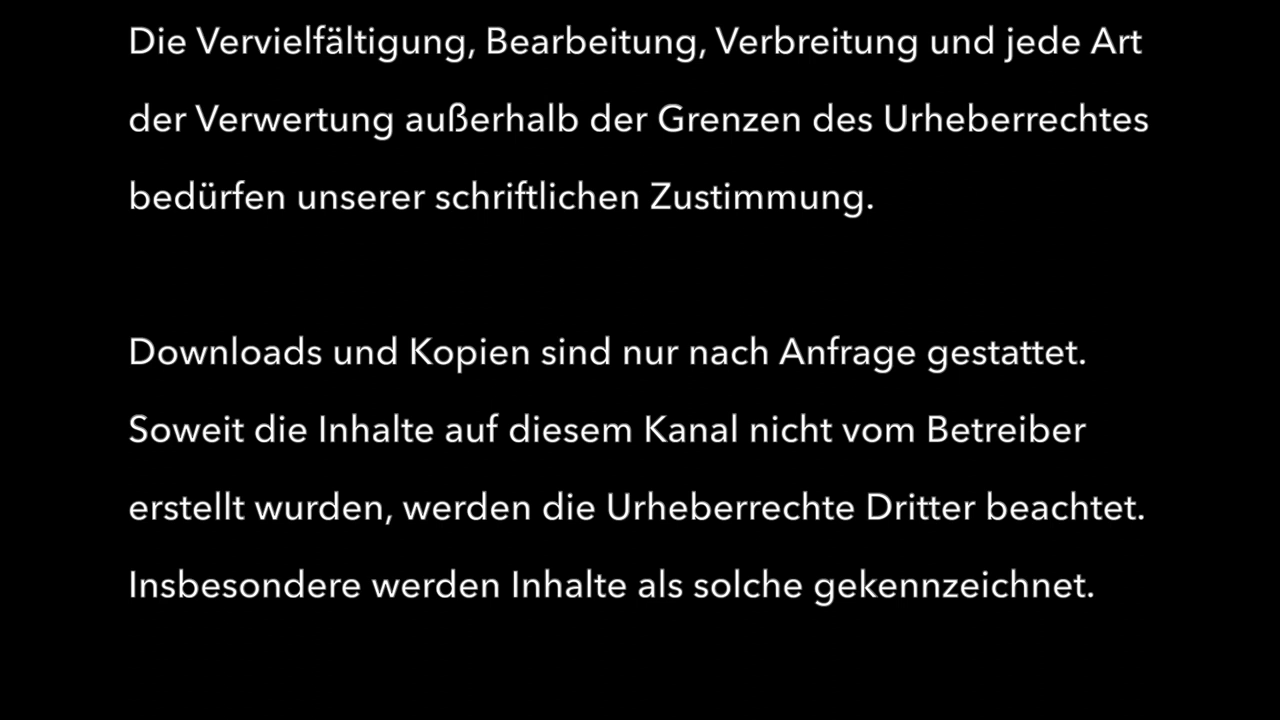 Die Vervielfältigung, Bearbeitung, Verbreitung und jede Art
der Verwertung außerhalb der Grenzen des Urheberrechtes
bedürfen unserer schriftlichen Zustimmung.
Downloads und Kopien sind nur nach Anfrage gestattet.
Soweit die Inhalte auf diesem Kanal nicht vom Betreiber
erstellt wurden, werden die Urheberrechte Dritter beachtet.
Insbesondere werden Inhalte als solche gekennzeichnet.